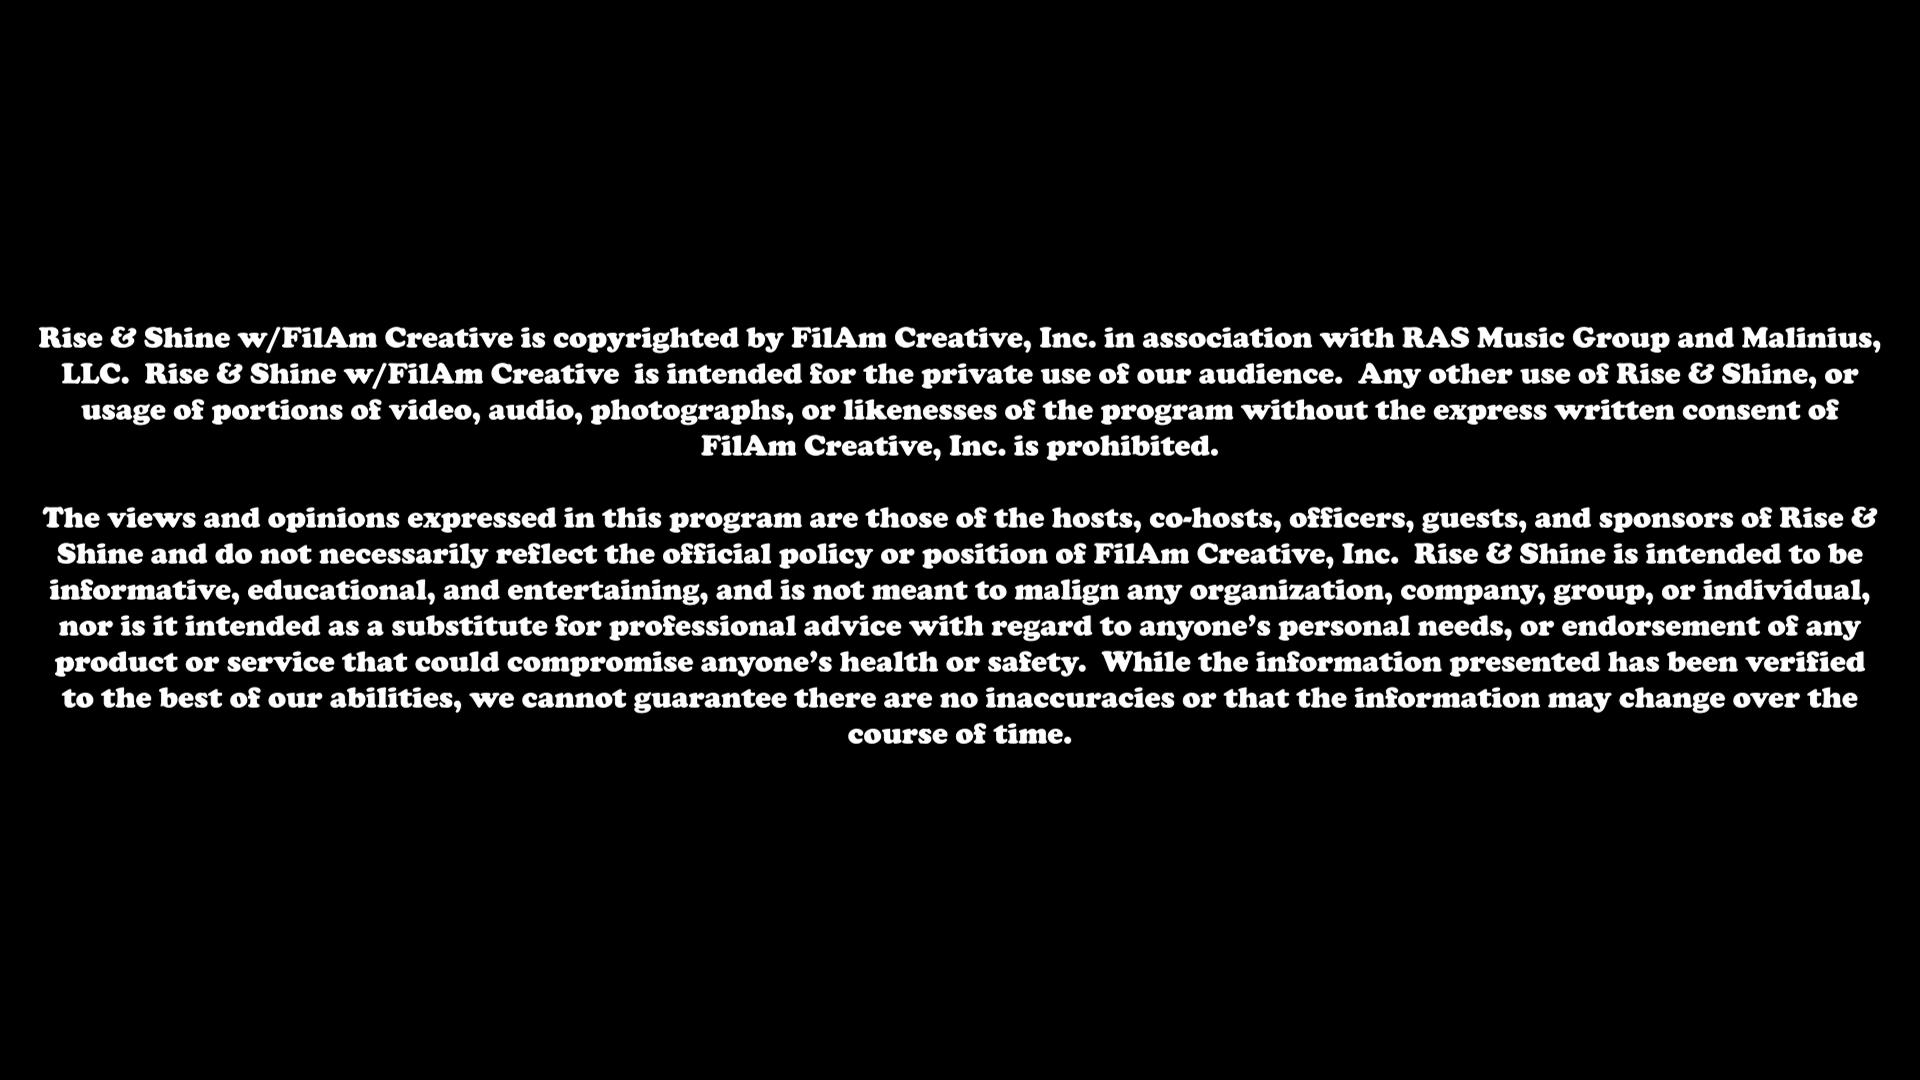 Rise & Shine w/FilAm Creative is copyrighted by FilAm Creative, Inc. in association with RAS Music Group and Malinius,
LLC.  Rise & Shine w/FilAm Creative  is intended for the private use of our audience.  Any other use of Rise & Shine, or
usage of portions of video, audio, photographs, or likenesses of the program without the express written consent of
FilAm Creative, Inc. is prohibited.
The views and opinions expressed in this program are those of the hosts, co-hosts, officers, guests, and sponsors of Rise &
Shine and do not necessarily reflect the official policy or position of FilAm Creative, Inc.  Rise & Shine is intended to be
informative, educational, and entertaining, and is not meant to malign any organization, company, group, or individual,
nor is it intended as a substitute for professional advice with regard to anyone’s personal needs, or endorsement of any
product or service that could compromise anyone’s health or safety.  While the information presented has been verified
to the best of our abilities, we cannot guarantee there are no inaccuracies or that the information may change over the
course of time.